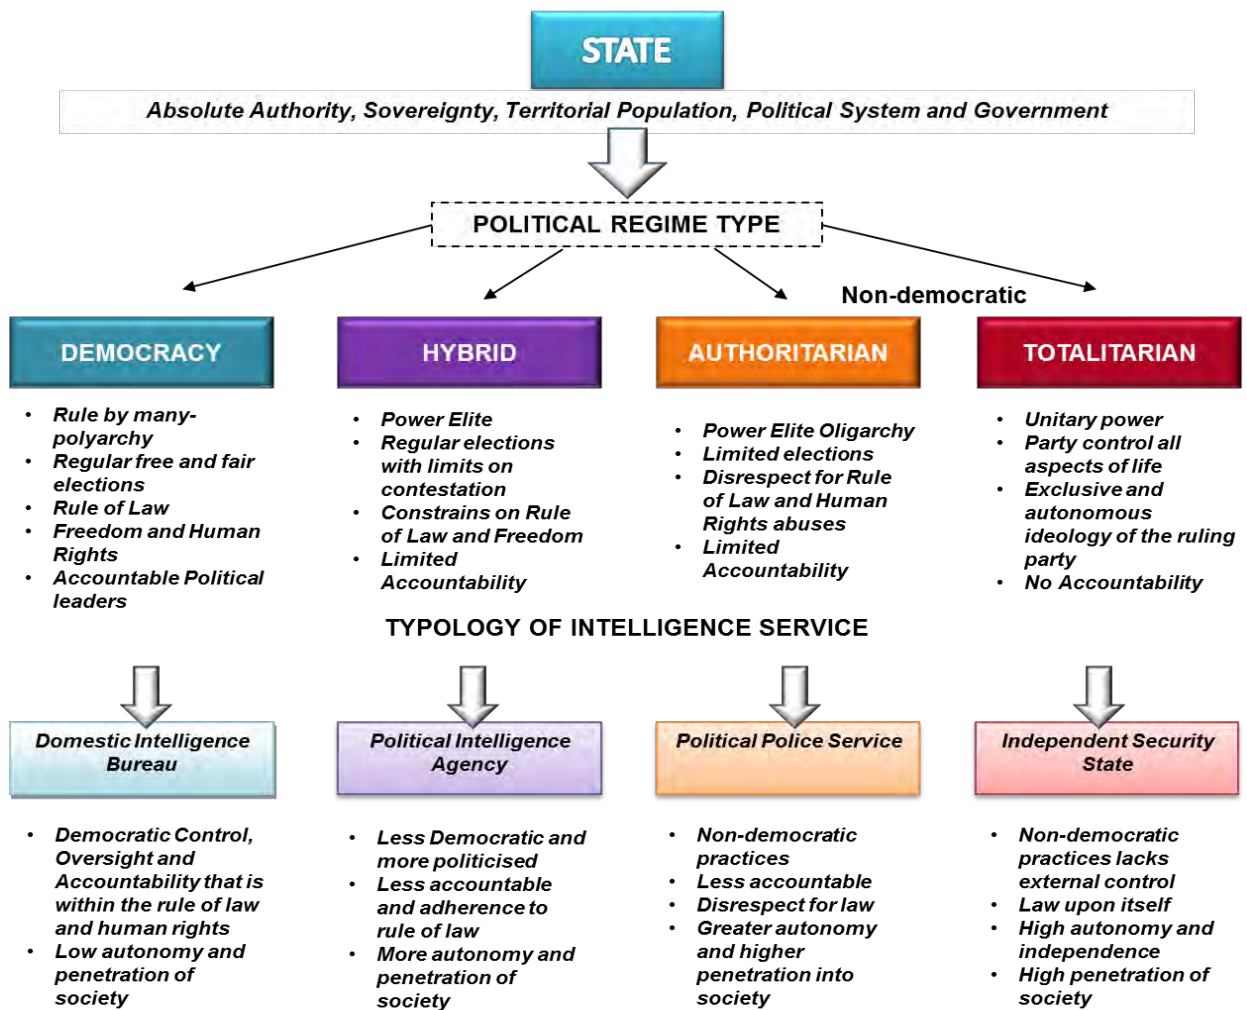 STATE
Absolute Authority, Sovereignty, Territorial Population, Political System and Government
POLITICAL REGIME TYPE
Non-democratic
DEMOCRACY
• Rule by many-
polyarchy
• Regular free and fair
elections
• Rule of Law
• Freedom and Human
Rights
• Accountable Political
leaders
HYBRID
• Power Elite
• Regular elections
with limits on
contestation
• Constrains on Rule
of Law and Freedom
• Limited
Accountability
AUTHORITARIAN
• Power Elite Oligarchy
• Limited elections
• Disrespect for Rule
of Law and Human
Rights abuses
• Limited
Accountability
TOTALITARIAN
• Unitary power
• Party control all
aspects of life
• Exclusive and
autonomous
ideology of the ruling
party
• No Accountability
TYPOLOGY OF INTELLIGENCE SERVICE
Domestic Intelligence
Bureau
• Democratic Control,
Oversight and
Accountability that is
within the rule of law
and human rights
• Low autonomy and
penetration of
society
Political Intelligence
Agency
• Less Democratic and
more politicised
• Less accountable
and adherence to
rule of law
• More autonomy and
penetration of
society
Political Police Service
• Non-democratic
practices
• Less accountable
• Disrespect for law
• Greater autonomy
and higher
penetration into
society
Independent Security
State
• Non-democratic
practices lacks
external control
• Law upon itself
• High autonomy and
independence
• High penetration of
society